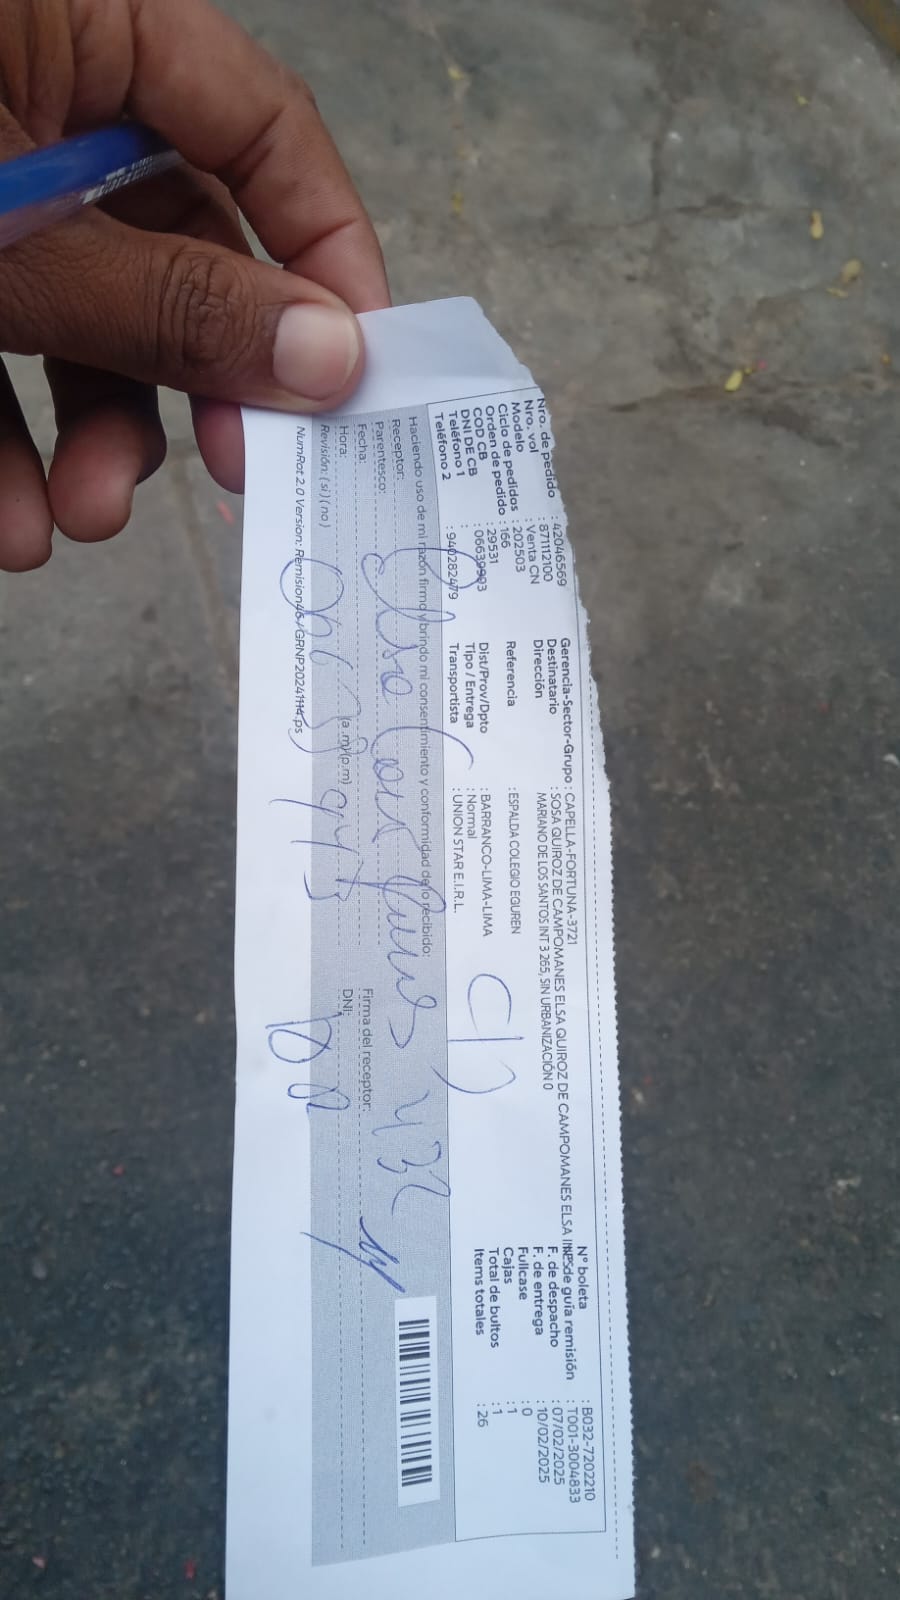 Nro. de pedido : 42046569
Nro. vol : 871112100
Modelo : Venta CN
Ciclo de pedidos : 202503
Orden de pedido : 166
COD CB : 29531
DNI DE CB : 06639993
Teléfono 1 :
Teléfono 2 : 940282479
Gerencia-Sector-Grupo : CAPELLA-FORTUNA-3721
Destinatario : SOSA QUIROZ DE CAMPOMANES ELSA QUIROZ DE CAMPOMANES ELSA
Dirección MARIANO DE LOS SANTOS INT 3 265, SIN URBANIZACIÓN 0
Referencia : ESPALDA COLEGIO EGUREN
Dist/Prov/Dpto : BARRANCO-LIMA-LIMA
Tipo / Entrega : Normal
Transportista : UNION STAR E.I.R.L.
N° boleta : B032-7202210
de guía remisión : T001-3004833
F. de despacho : 07/02/2025
F. de entrega : 10/02/2025
Fullcase : 0
Cajas : 1
Total de bultos : 1
Items totales : 26
Haciendo uso de mi razón firmo y brindo mi consentimiento y conformidad de lo recibido:
Receptor:
Parentesco:
Fecha:
Hora: (a.m)(p.m)
Revisión: (si) (no)
Firma del receptor:
DNI:
NumRot 2.0 Version: Remision46 / GRNP20241114.ps